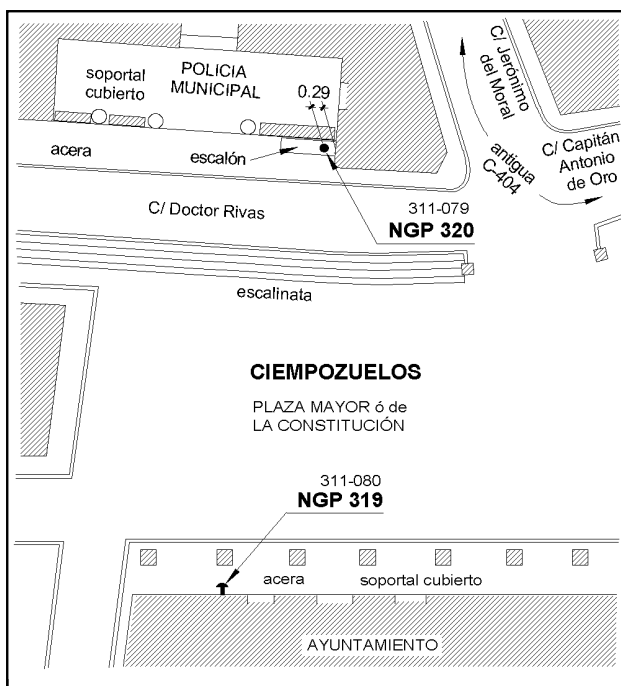 POLICIA
MUNICIPAL
soportal
cubierto
0.29
C/ Jerónimo
del Moral
antigua
C-404
C/ Capitán
Antonio
de Oro
acera
escalón
C/ Doctor Rivas
311-079
NGP 320
escalinata
CIEMPOZUELOS
PLAZA MAYOR ó de
LA CONSTITUCIÓN
311-080
NGP 319
acera
soportal cubierto
AYUNTAMIENTO